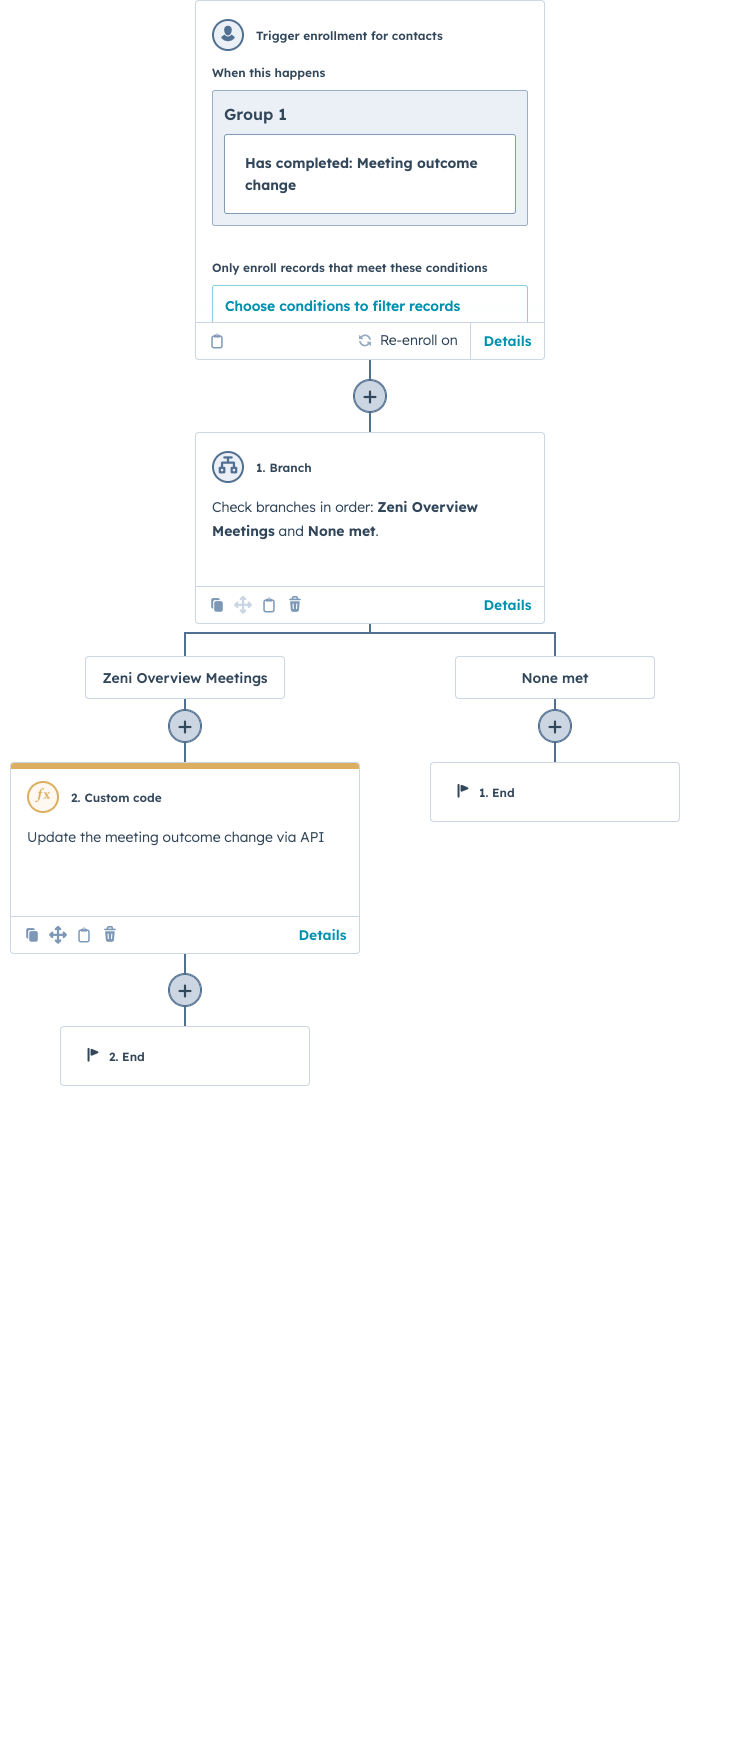 Trigger enrollment for contacts
When this happens
Group 1
Has completed: Meeting outcome
change
Only enroll records that meet these conditions
Choose conditions to filter records
Re-enroll on
Details
1. Branch
Check branches in order: Zeni Overview
Meetings and None met.
Details
Zeni Overview Meetings
None met
2. Custom code
Update the meeting outcome change via API
Details
1. End
2. End